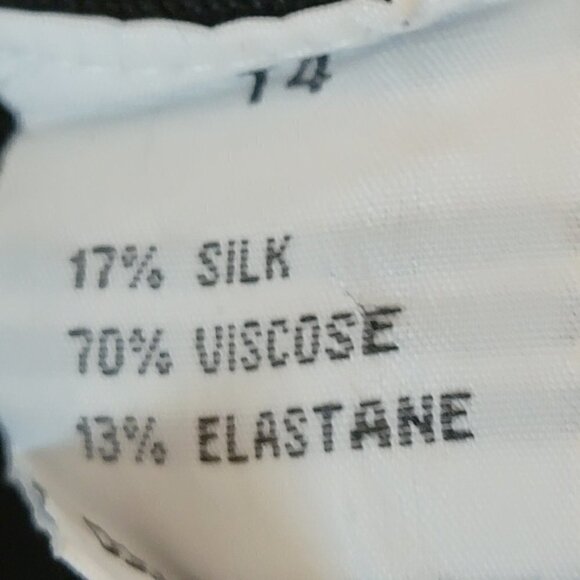 14
17% SILK
70% VISCOSE
13% ELASTANE